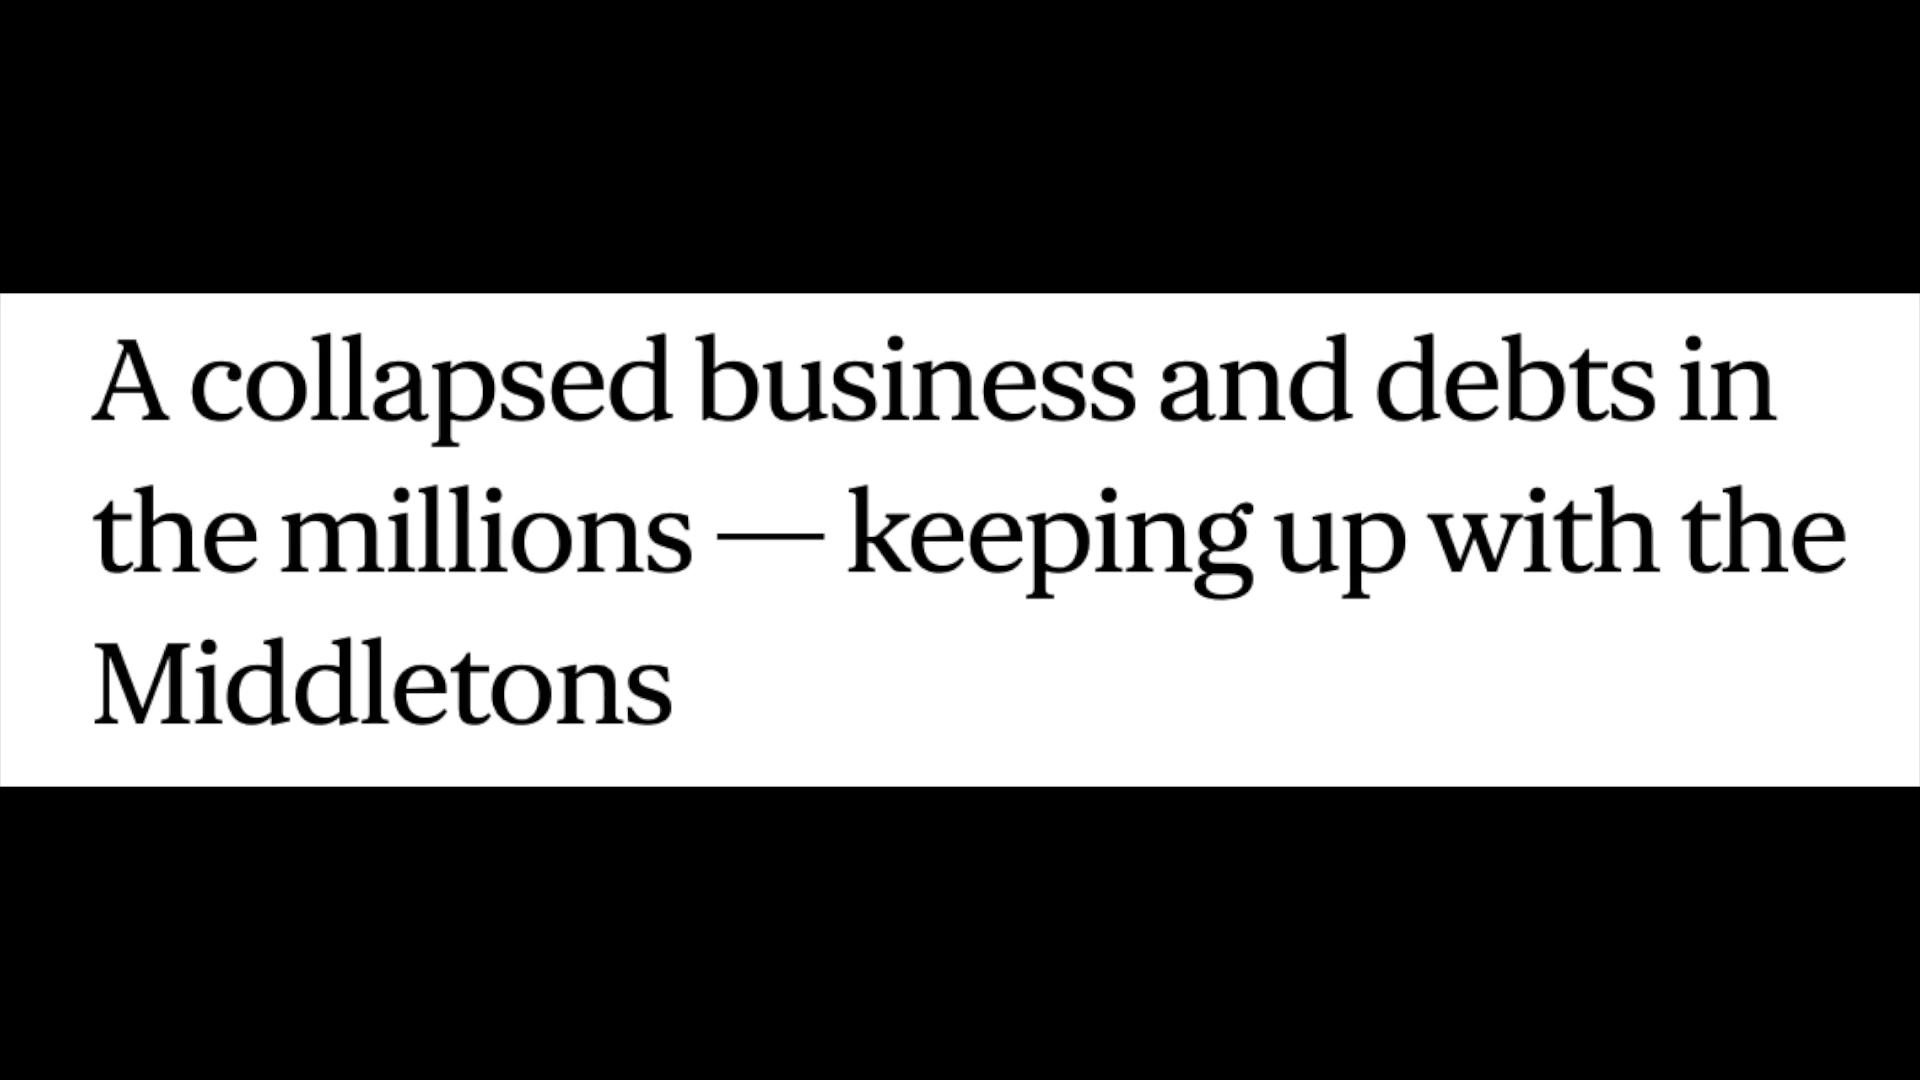 A collapsed business and debts in
the millions — keeping up with the
Middletons